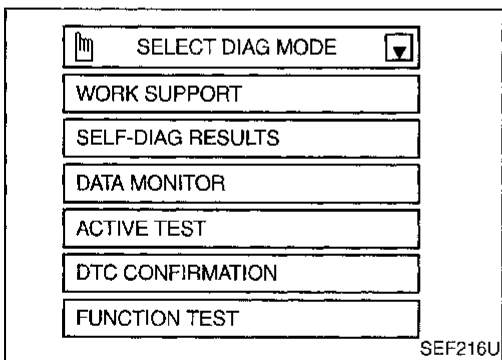 SELECT DIAG MODE
WORK SUPPORT
SELF-DIAG RESULTS
DATA MONITOR
ACTIVE TEST
DTC CONFIRMATION
FUNCTION TEST
SEF216U